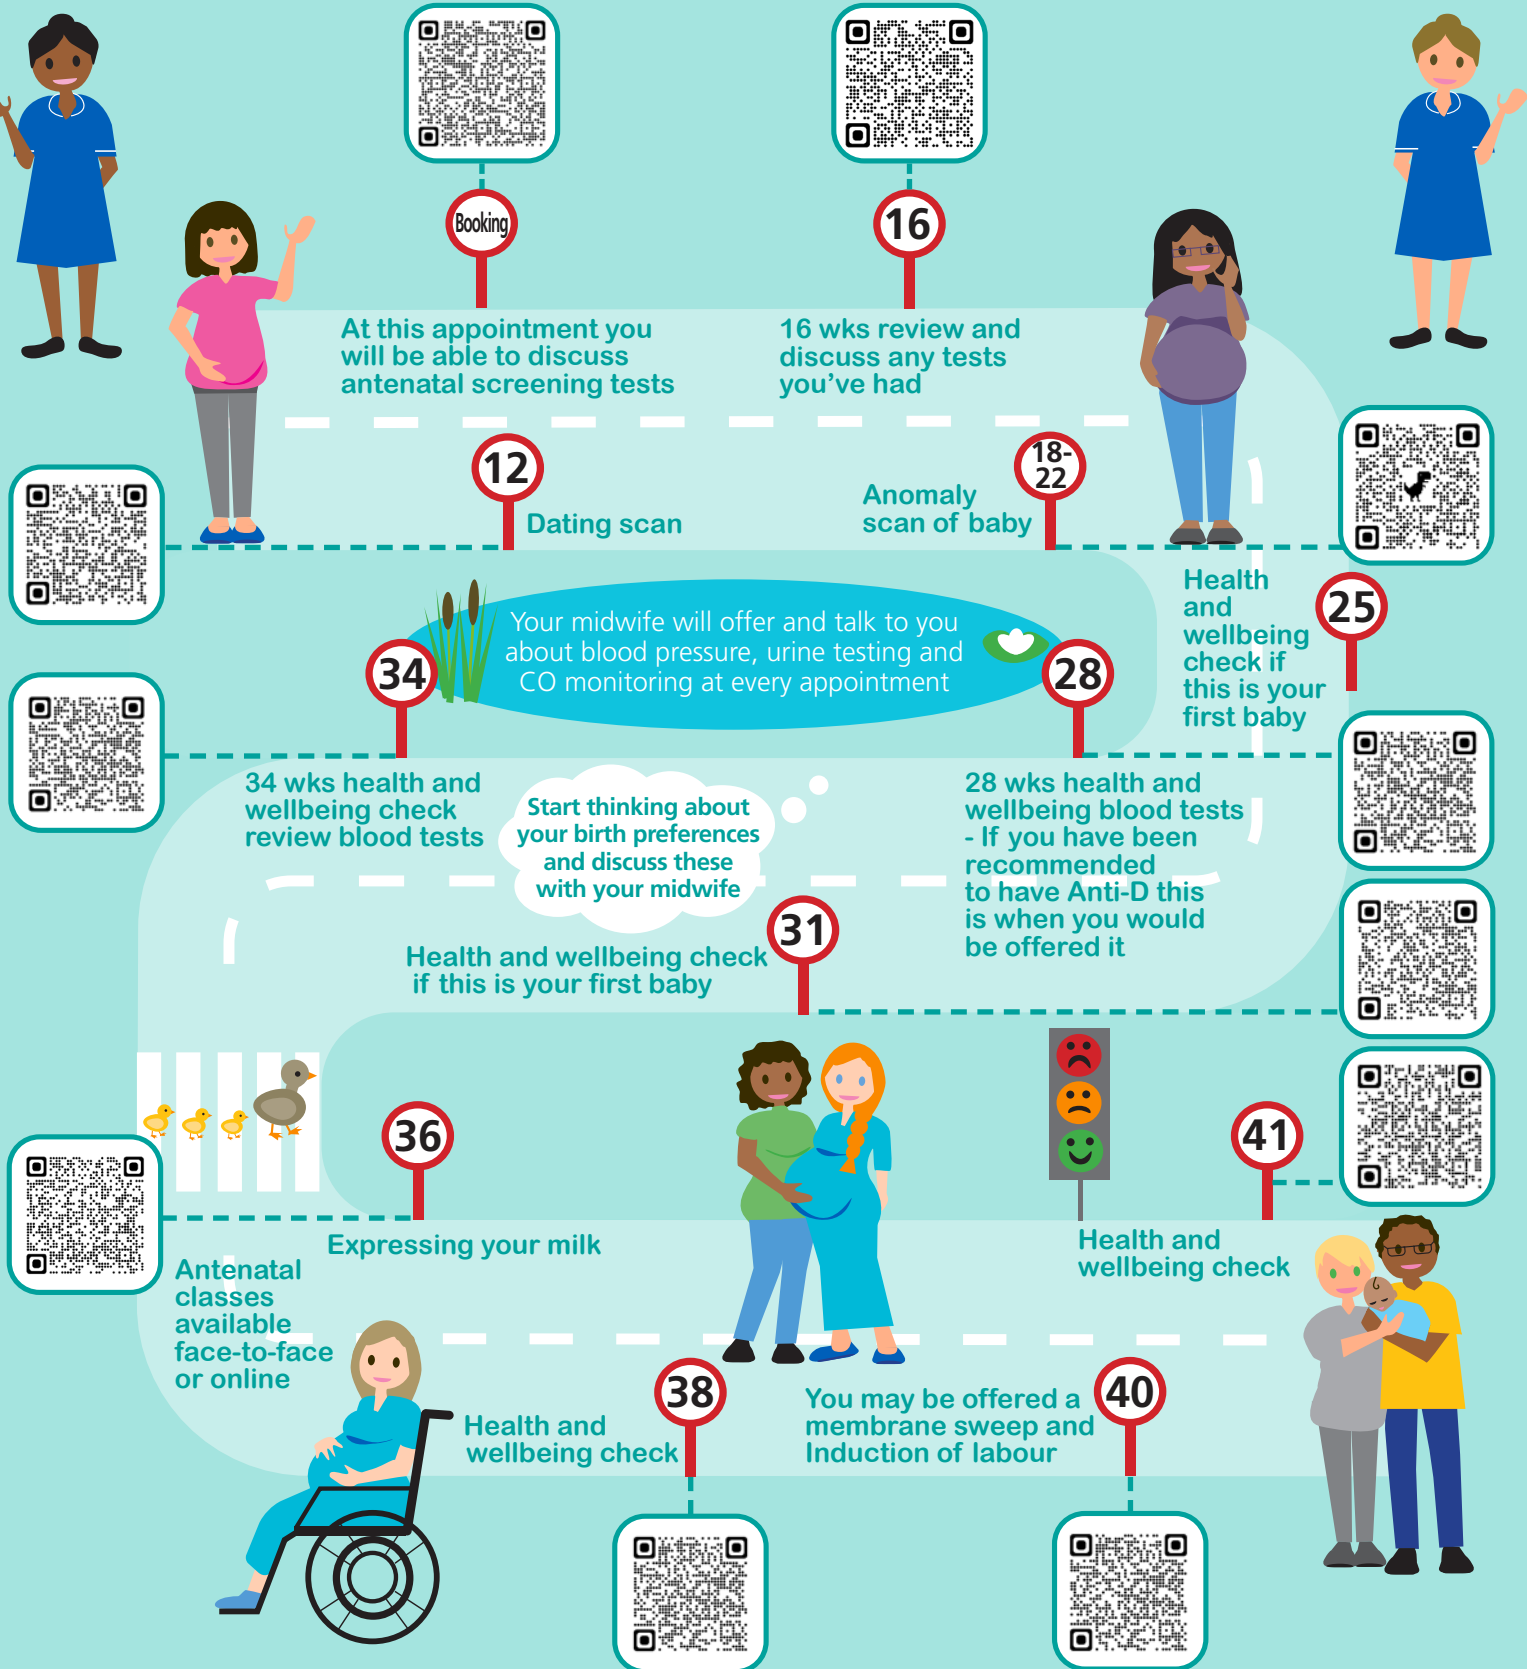 Booking
At this appointment you
will be able to discuss
antenatal screening tests
16
16 wks review and
discuss any tests
you've had
12
Dating scan
18-
22
Anomaly
scan of baby
25
Health
and
wellbeing
check if
this is your
first baby
Your midwife will offer and talk to you
about blood pressure, urine testing and
CO monitoring at every appointment
28
28 wks health and
wellbeing blood tests
- If you have been
recommended
to have Anti-D this
is when you would
be offered it
31
Health and wellbeing check
if this is your first baby
Start thinking about
your birth preferences
and discuss these
with your midwife
34
34 wks health and
wellbeing check
review blood tests
36
Expressing your milk
Antenatal
classes
available
face-to-face
or online
38
Health and
wellbeing check
40
You may be offered a
membrane sweep and
Induction of labour
41
Health and
wellbeing check